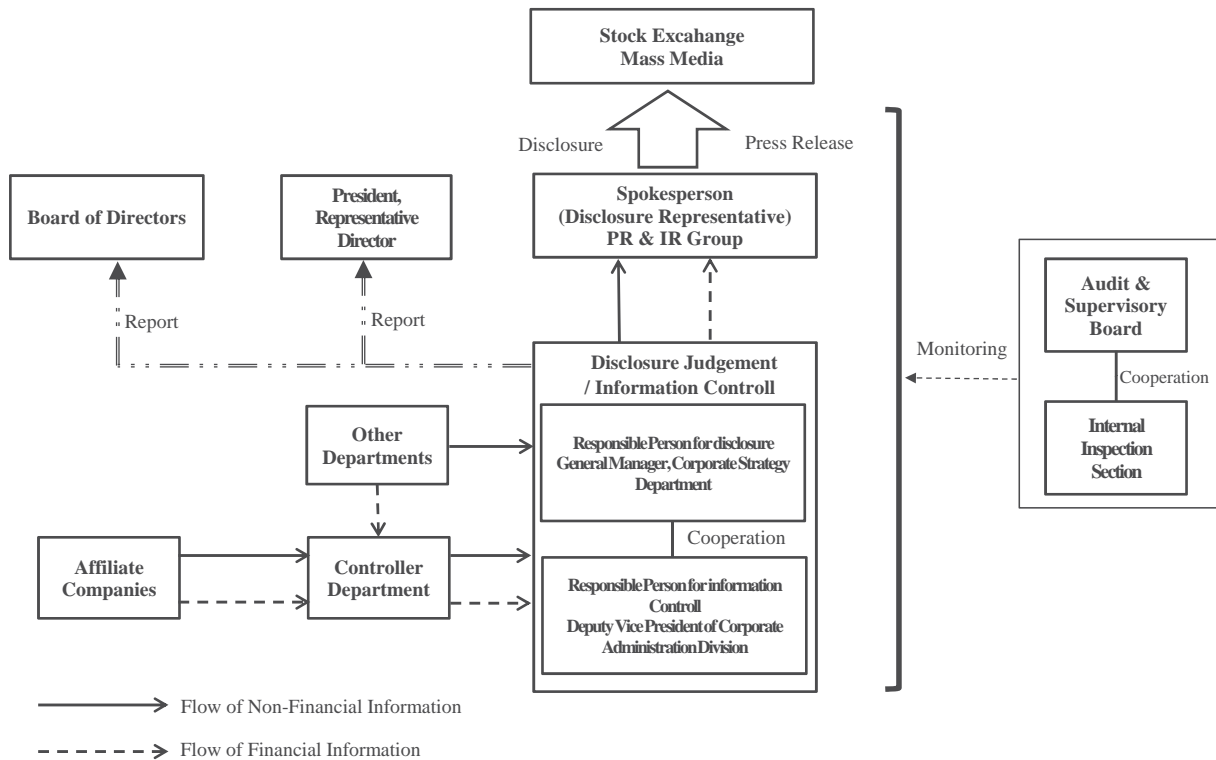 Stock Excahange
Mass Media
Disclosure
Press Release
Board of Directors
President,
Representative
Director
Spokesperson
(Disclosure Representative)
PR & IR Group
Report
Report
Audit &
Supervisory
Board
Monitoring
Cooperation
Internal
Inspection
Section
Disclosure Judgement
/ Information Controll
Other
Departments
Responsible Person for disclosure
General Manager, Corporate Strategy
Department
Cooperation
Affiliate
Companies
Controller
Department
Responsible Person for information
Controll
Deputy Vice President of Corporate
Administration Division
Flow of Non-Financial Information
Flow of Financial Information